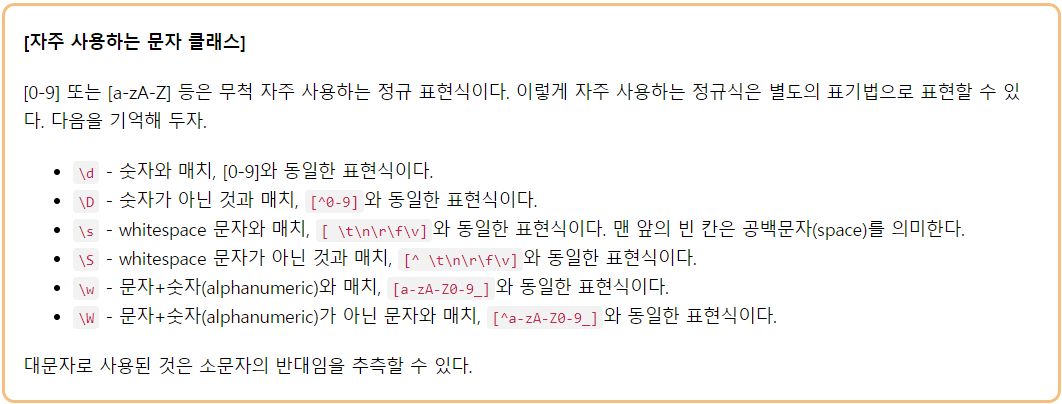 [자주 사용하는 문자 클래스]
[0-9] 또는 [a-zA-Z] 등은 무척 자주 사용하는 정규 표현식이다. 이렇게 자주 사용하는 정규식은 별도의 표기법으로 표현할 수 있
다. 다음을 기억해 두자.
• \d - 숫자와 매치, [0-9]와 동일한 표현식이다.
• \D - 숫자가 아닌 것과 매치, [^0-9]와 동일한 표현식이다.
• \s - whitespace 문자와 매치, [ \t\n\r\f\v]와 동일한 표현식이다. 맨 앞의 빈 칸은 공백문자(space)를 의미한다.
• \S - whitespace 문자가 아닌 것과 매치, [^ \t\n\r\f\v]와 동일한 표현식이다.
• \w - 문자+숫자(alphanumeric)와 매치, [a-zA-Z0-9_]와 동일한 표현식이다.
• \W - 문자+숫자(alphanumeric)가 아닌 문자와 매치, [^a-zA-Z0-9_]와 동일한 표현식이다.
대문자로 사용된 것은 소문자의 반대임을 추측할 수 있다.